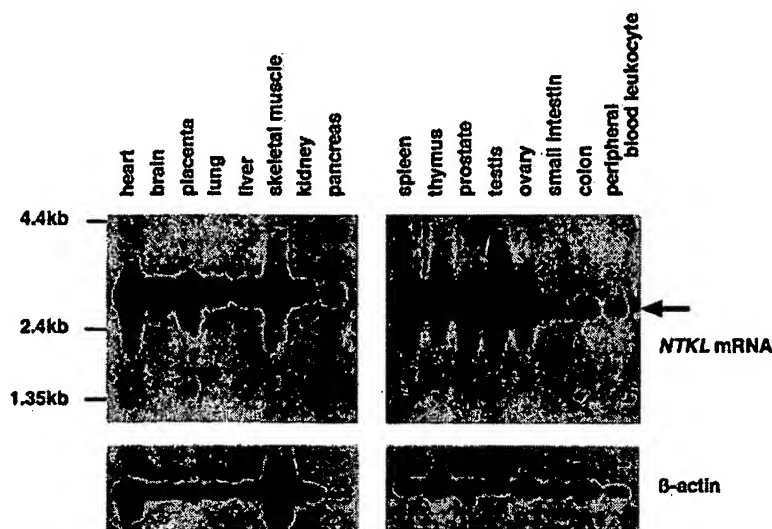 heart
brain
placenta
lung
liver
skeletal muscle
kidney
pancreas
spleen
thymus
prostate
testis
ovary
small intestin
colon
peripheral
blood leukocyte
4.4kb
2.4kb
1.35kb
NTKL mRNA
ß-actin